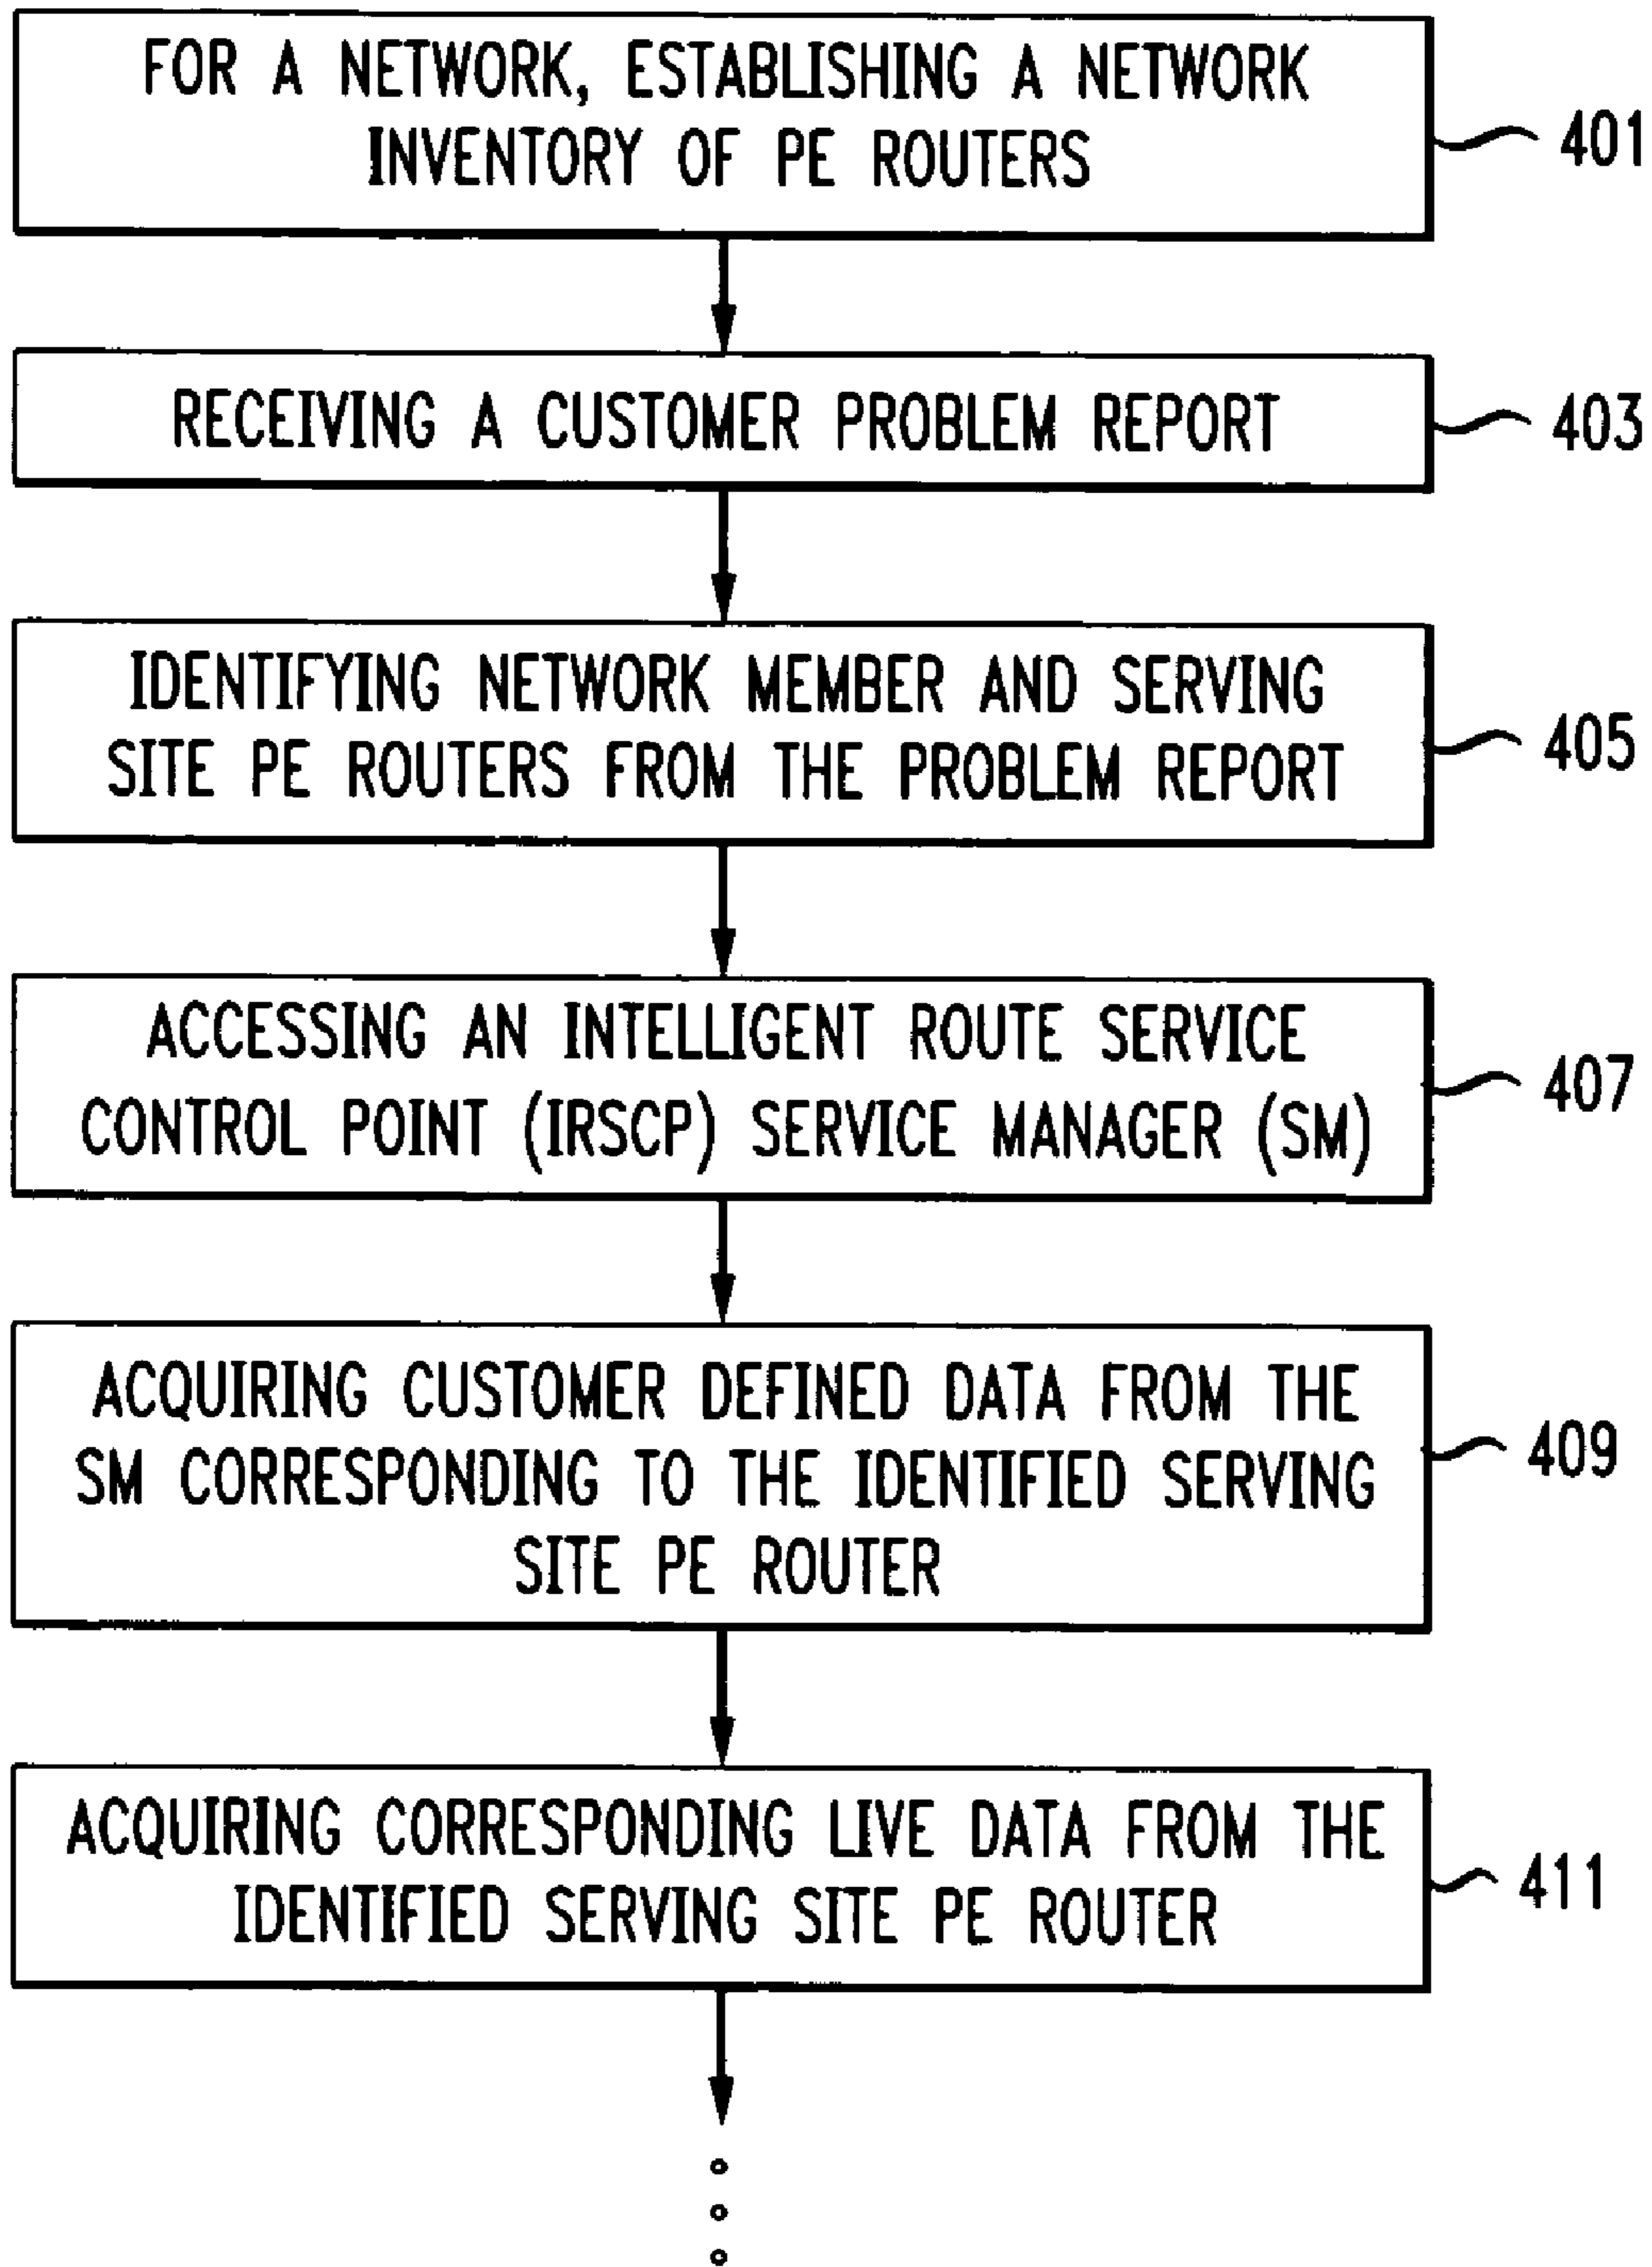 FOR A NETWORK, ESTABLISHING A NETWORK
INVENTORY OF PE ROUTERS
401
RECEIVING A CUSTOMER PROBLEM REPORT
403
IDENTIFYING NETWORK MEMBER AND SERVING
SITE PE ROUTERS FROM THE PROBLEM REPORT
405
ACCESSING AN INTELLIGENT ROUTE SERVICE
CONTROL POINT (IRSCP) SERVICE MANAGER (SM)
407
ACQUIRING CUSTOMER DEFINED DATA FROM THE
SM CORRESPONDING TO THE IDENTIFIED SERVING
SITE PE ROUTER
409
ACQUIRING CORRESPONDING LIVE DATA FROM THE
IDENTIFIED SERVING SITE PE ROUTER
411